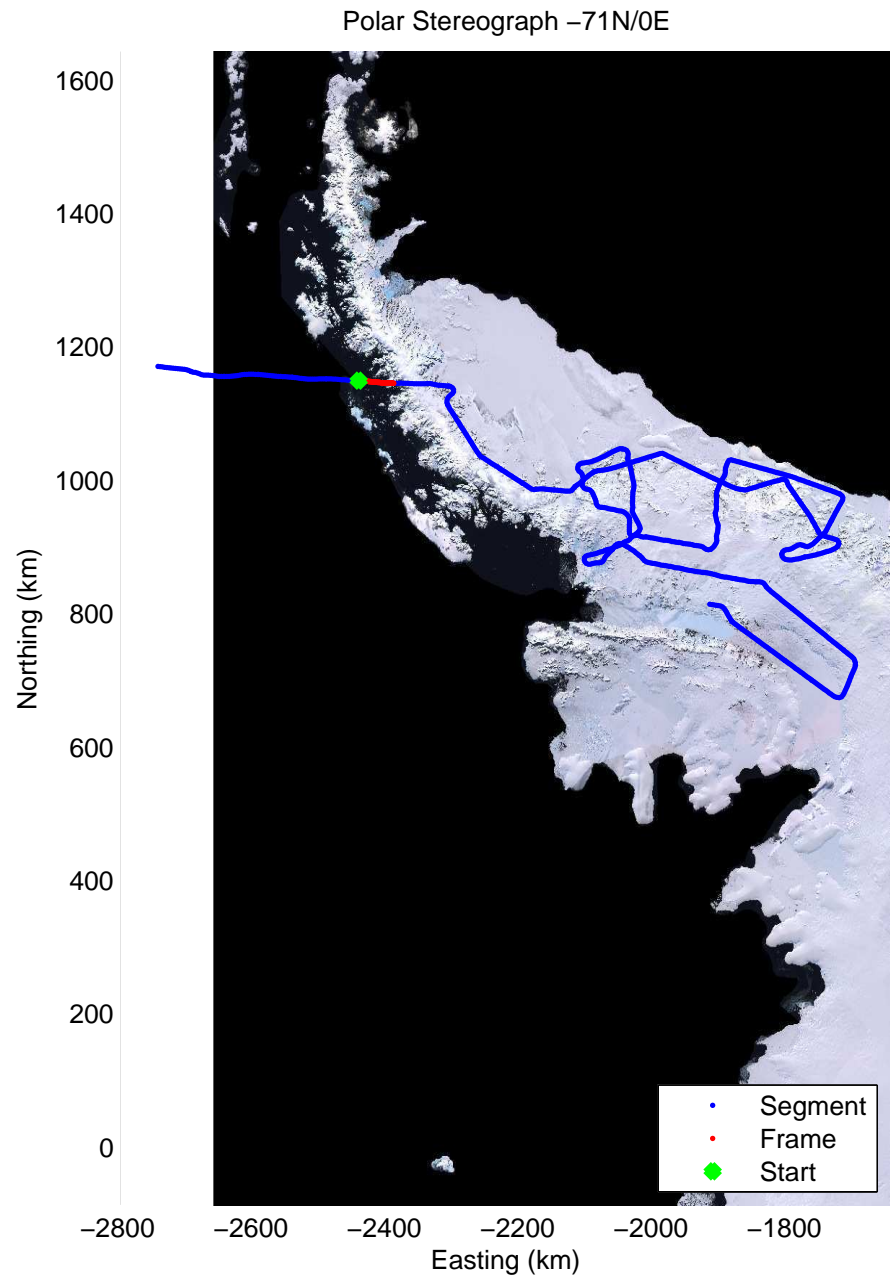 Polar Stereograph −71N/0E
1600
1400
1200
1000
800
600
400
200
0
Northing (km)
−2800 −2600 −2400 −2200 −2000 −1800
Easting (km)
Segment
Frame
Start